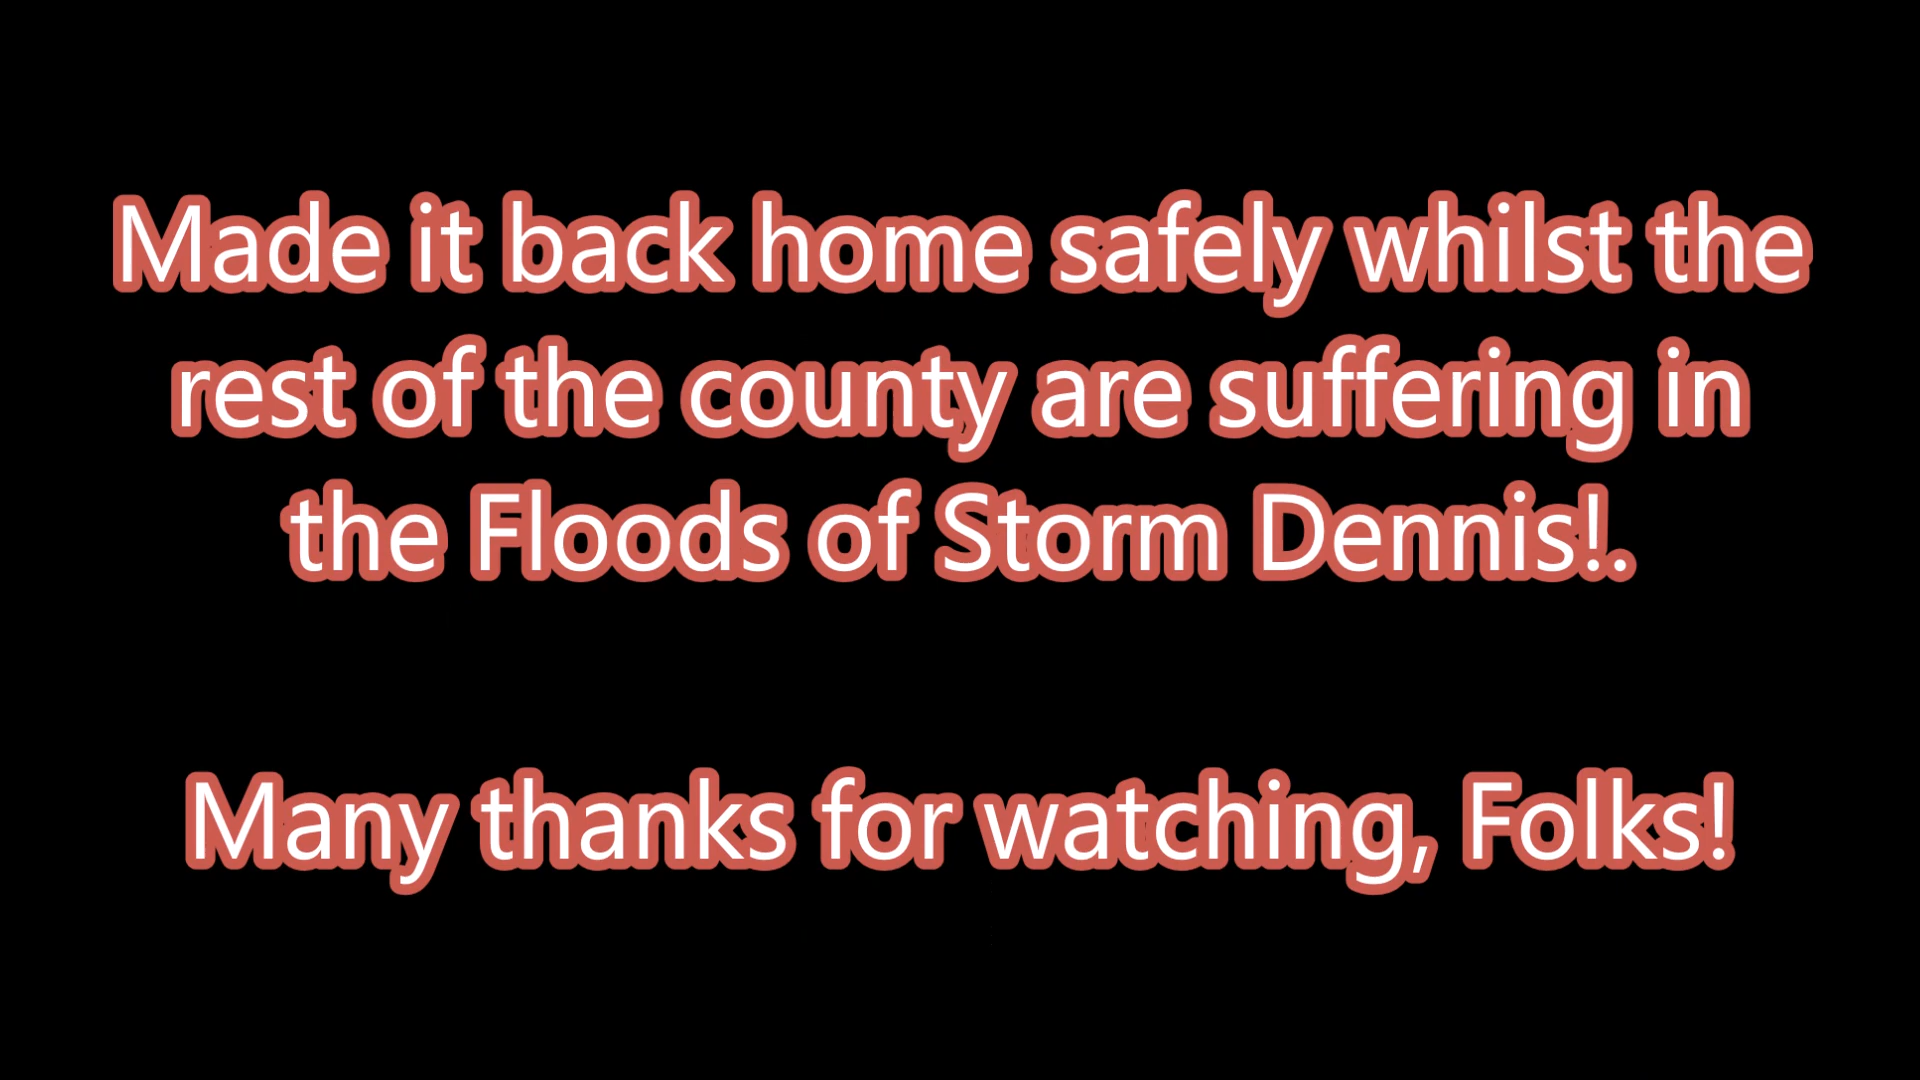 Made it back home safely whilst the
rest of the county are suffering in
the Floods of Storm Dennis!.
Many thanks for watching, Folks!